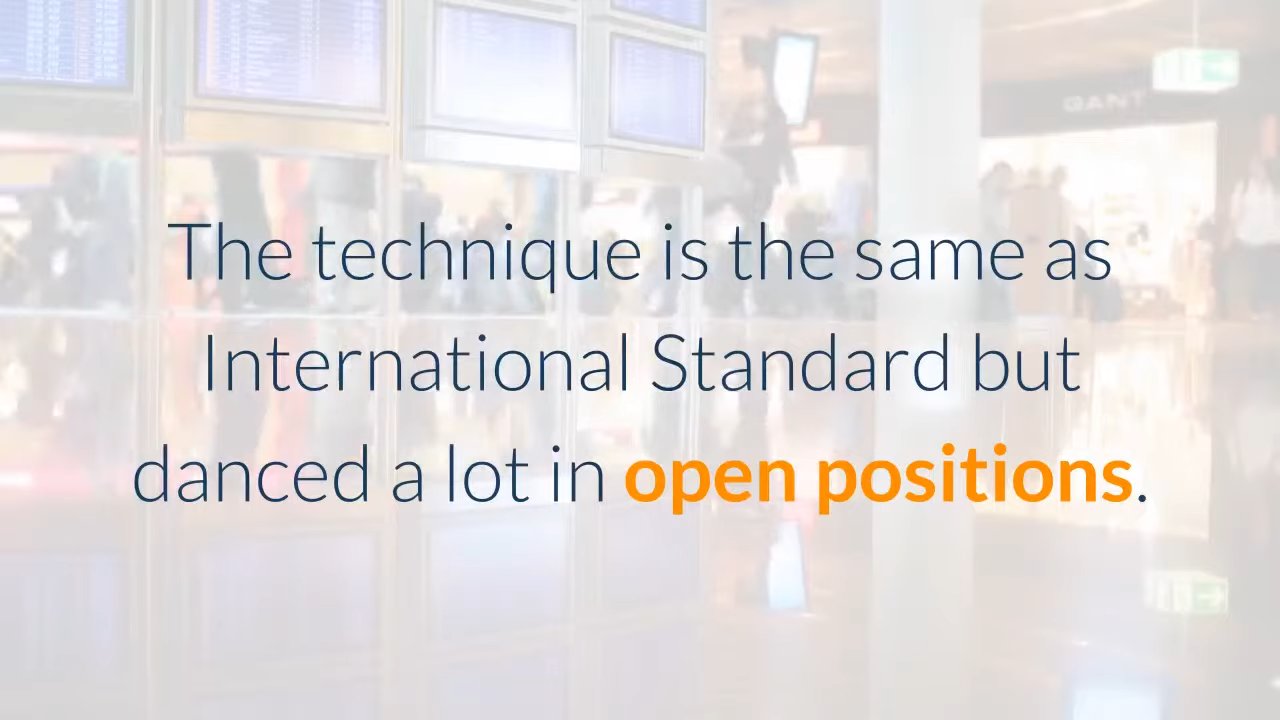 GANT
The technique is the same as
International Standard but
danced a lot in open positions.